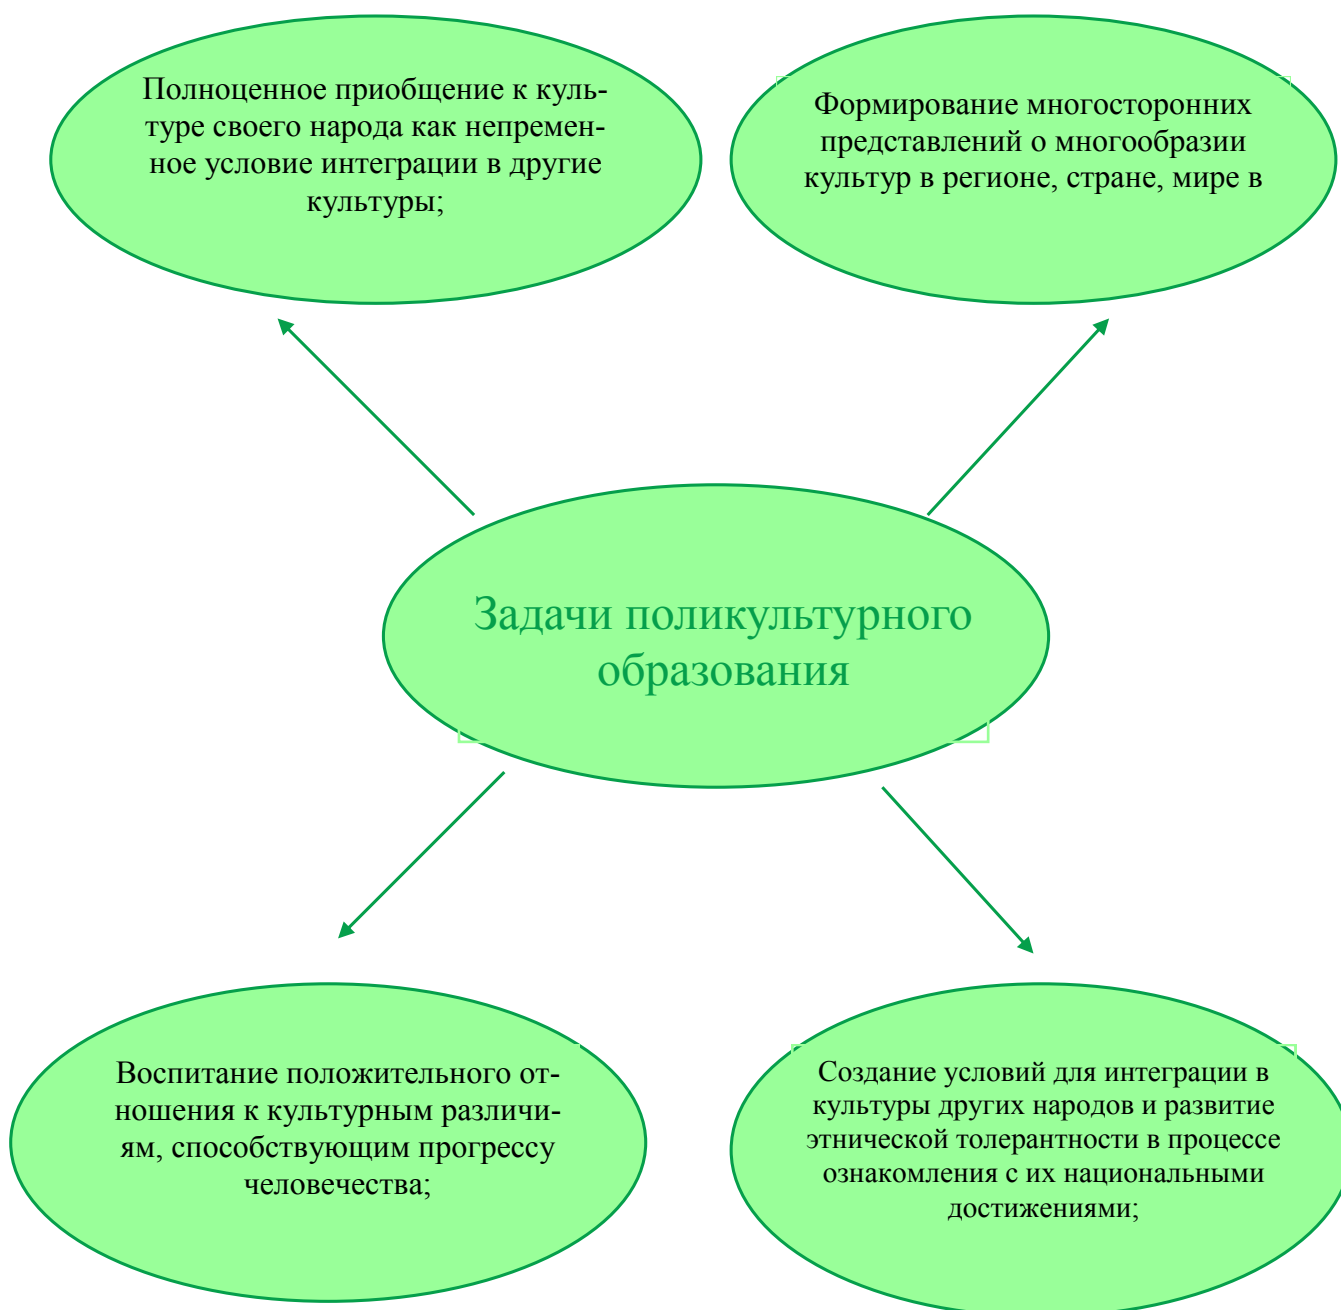 Полноценное приобщение к куль-
туре своего народа как непремен-
ное условие интеграции в другие
культуры;
Формирование многосторонних
представлений о многообразии
культур в регионе, стране, мире в
Задачи поликультурного
образования
Воспитание положительного от-
ношения к культурным различи-
ям, способствующим прогрессу
человечества;
Создание условий для интеграции в
культуры других народов и развитие
этнической толерантности в процессе
ознакомления с их национальными
достижениями;